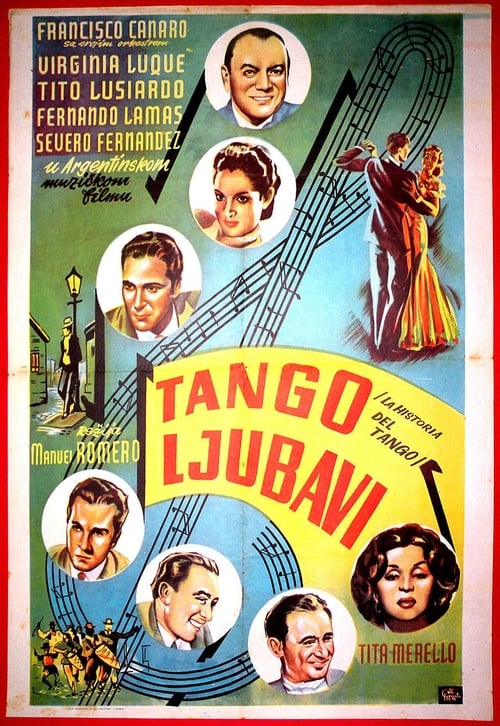 FRANCISCO CANARO
sa svojim orkestrom
VIRGINIA LUQUE
TITO LUSIARDO
FERNANDO LAMAS
SEVERO FERNANDEZ
u Argentinskom
muzičkom
filmu
TANGO
LJUBAVI
/LA HISTORIA
DEL
TANGO/
režija
MANUEL ROMERO
TITA MERELLO